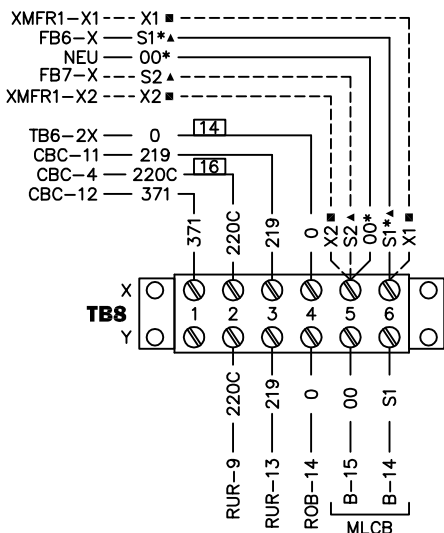 XMFR1-X1 X1■
FB6-X S1*▲
NEU 00*
FB7-X S2▲
XMFR1-X2 X2■
TB6-2X 0 14
CBC-11 219
CBC-4 220C 16
CBC-12 371
371 220C 219 0 X2■ S2▲ 00* S1*▲ X1■
X
TB8 1 2 3 4 5 6
Y
220C 219 0 00 S1
RUR-9 RUR-13 ROB-14 B-15 B-14
MLCB